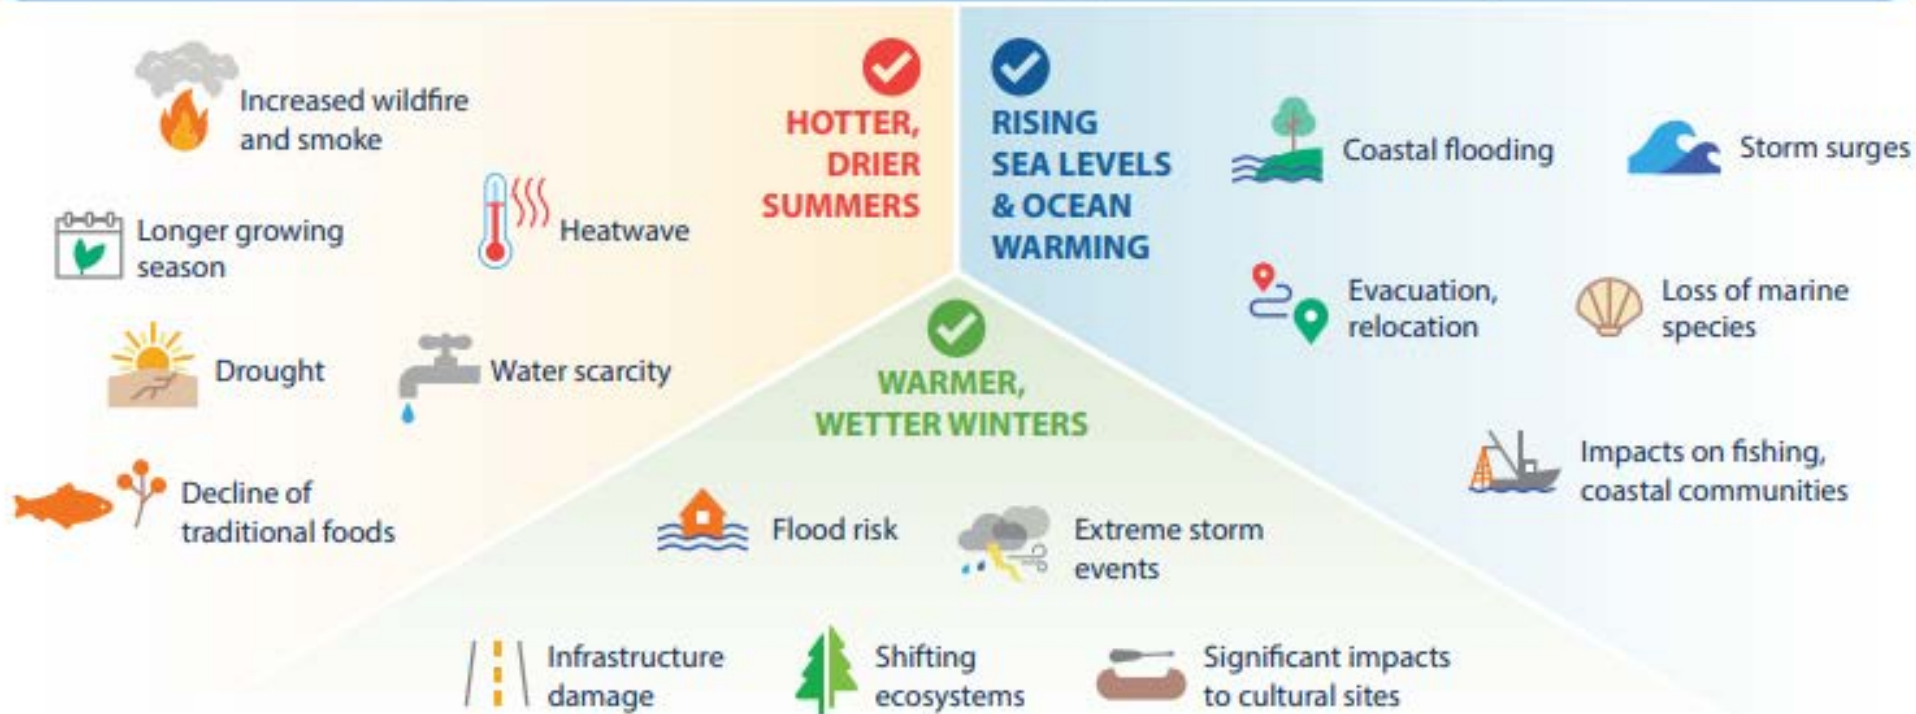 HOTTER,
DRIER
SUMMERS
Increased wildfire
and smoke
Longer growing
season
Heatwave
Drought
Water scarcity
Decline of
traditional foods
RISING
SEA LEVELS
& OCEAN
WARMING
Coastal flooding
Storm surges
Evacuation,
relocation
Loss of marine
species
Impacts on fishing,
coastal communities
WARMER,
WETTER WINTERS
Flood risk
Extreme storm
events
Infrastructure
damage
Shifting
ecosystems
Significant impacts
to cultural sites